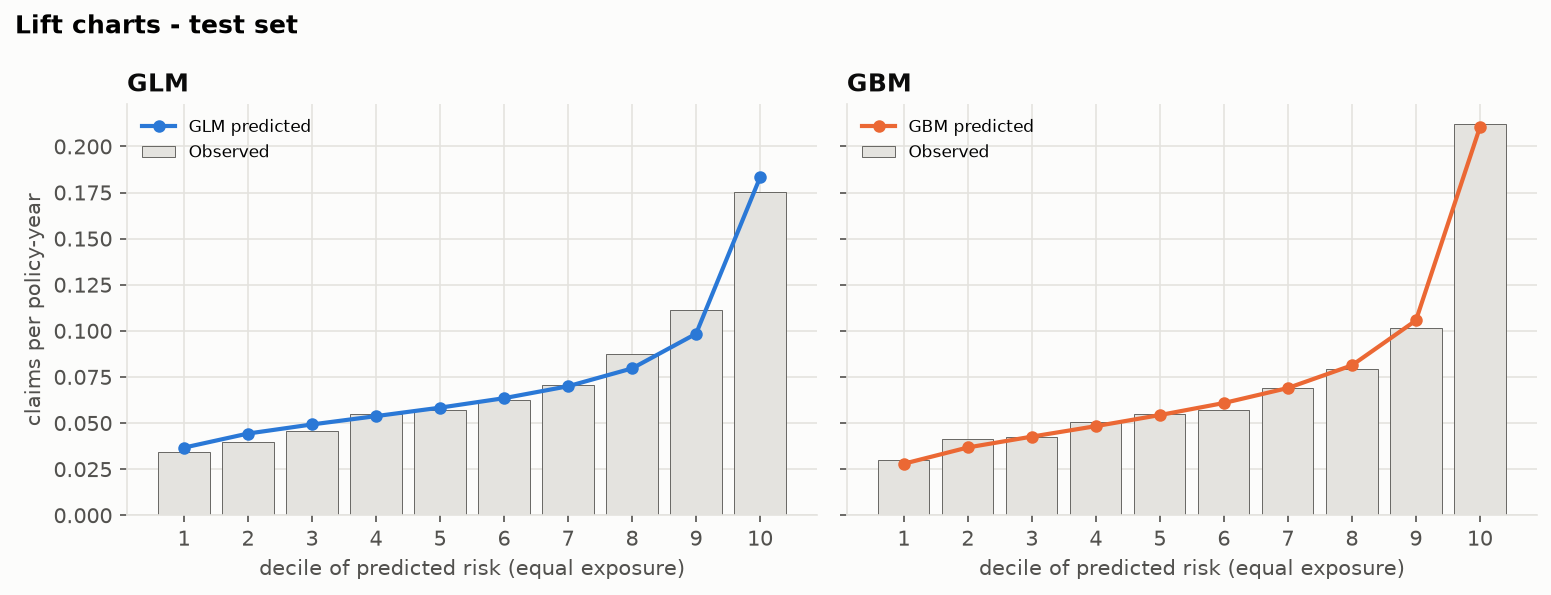 Lift charts - test set
GLM
GLM predicted
Observed
claims per policy-year
0.200
0.175
0.150
0.125
0.100
0.075
0.050
0.025
0.000
1 2 3 4 5 6 7 8 9 10
decile of predicted risk (equal exposure)
GBM
GBM predicted
Observed
1 2 3 4 5 6 7 8 9 10
decile of predicted risk (equal exposure)